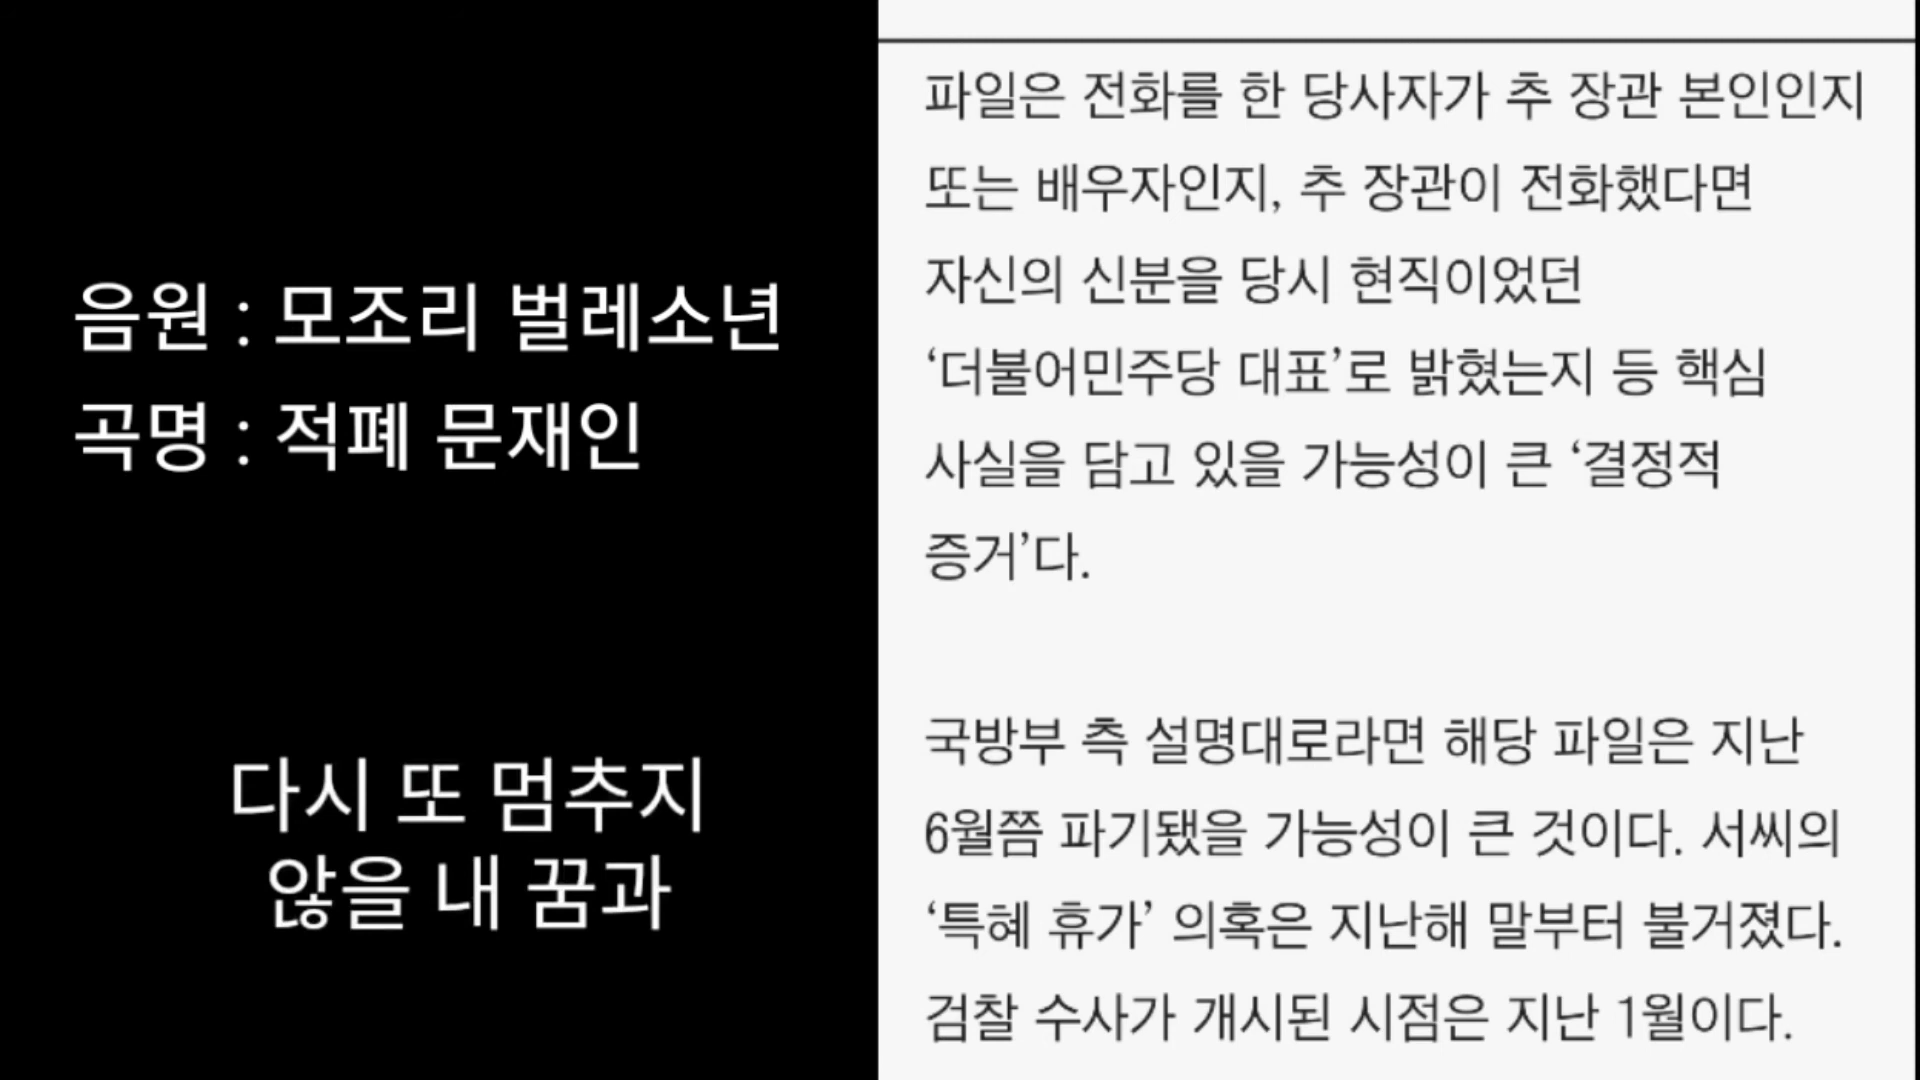 음원 : 모조리 벌레소년
곡명 : 적폐 문재인
다시 또 멈추지
않을 내 꿈과
파일은 전화를 한 당사자가 추 장관 본인인지
또는 배우자인지, 추 장관이 전화했다면
자신의 신분을 당시 현직이었던
‘더불어민주당 대표’로 밝혔는지 등 핵심
사실을 담고 있을 가능성이 큰 ‘결정적
증거’다.
국방부 측 설명대로라면 해당 파일은 지난
6월쯤 파기됐을 가능성이 큰 것이다. 서씨의
‘특혜 휴가’ 의혹은 지난해 말부터 불거졌다.
검찰 수사가 개시된 시점은 지난 1월이다.